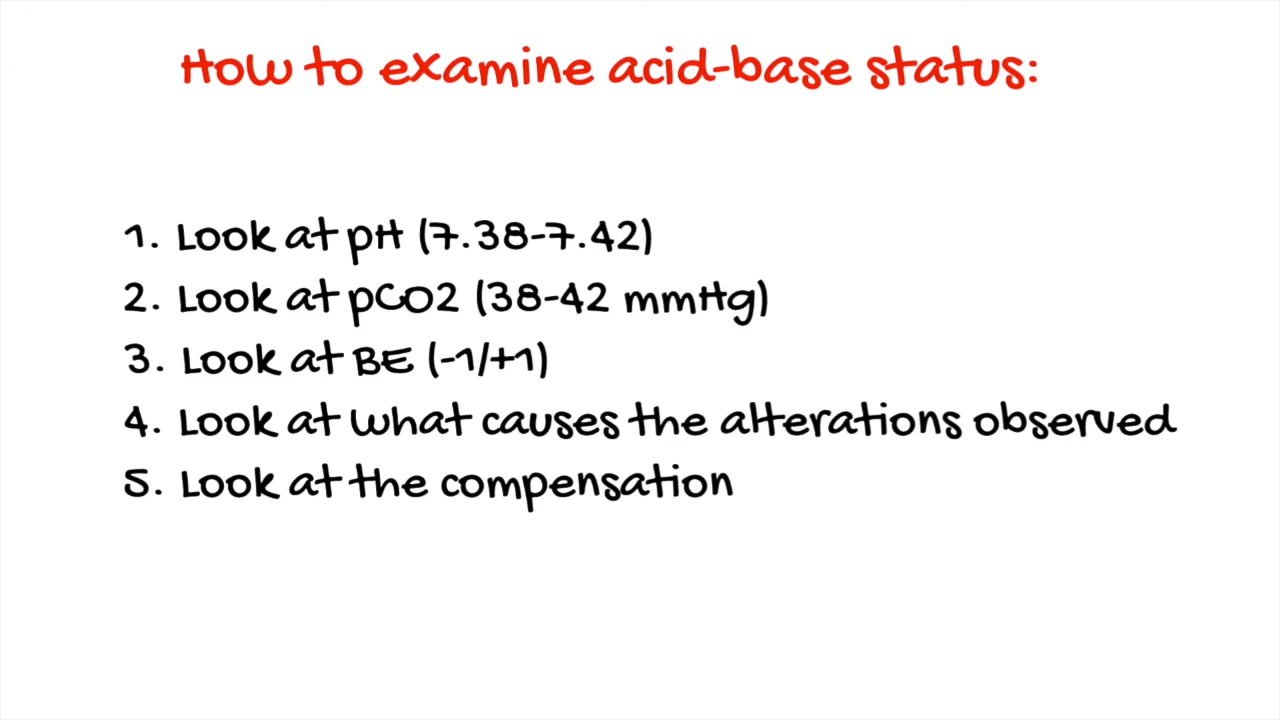 How to examine acid-base status:
1. Look at pH (7.38-7.42)
2. Look at pCO2 (38-42 mmHg)
3. Look at BE (-1/+1)
4. Look at what causes the alterations observed
5. Look at the compensation